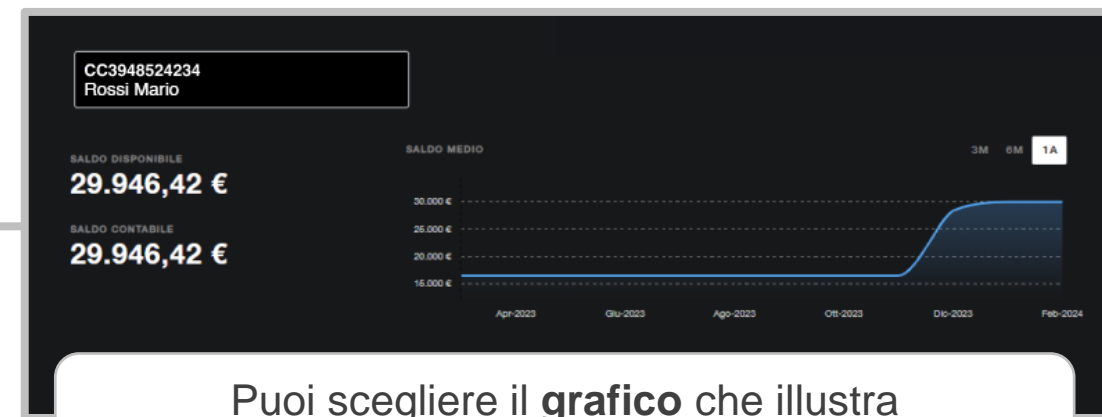 CC3948524234
Rossi Mario
SALDO DISPONIBILE
29.946,42 €
SALDO CONTABILE
29.946,42 €
SALDO MEDIO
3M 6M 1A
30.000 €
25.000 €
20.000 €
15.000 €
Apr-2023 Giu-2023 Ago-2023 Ott-2023 Dic-2023 Feb-2024
Puoi scegliere il grafico che illustra